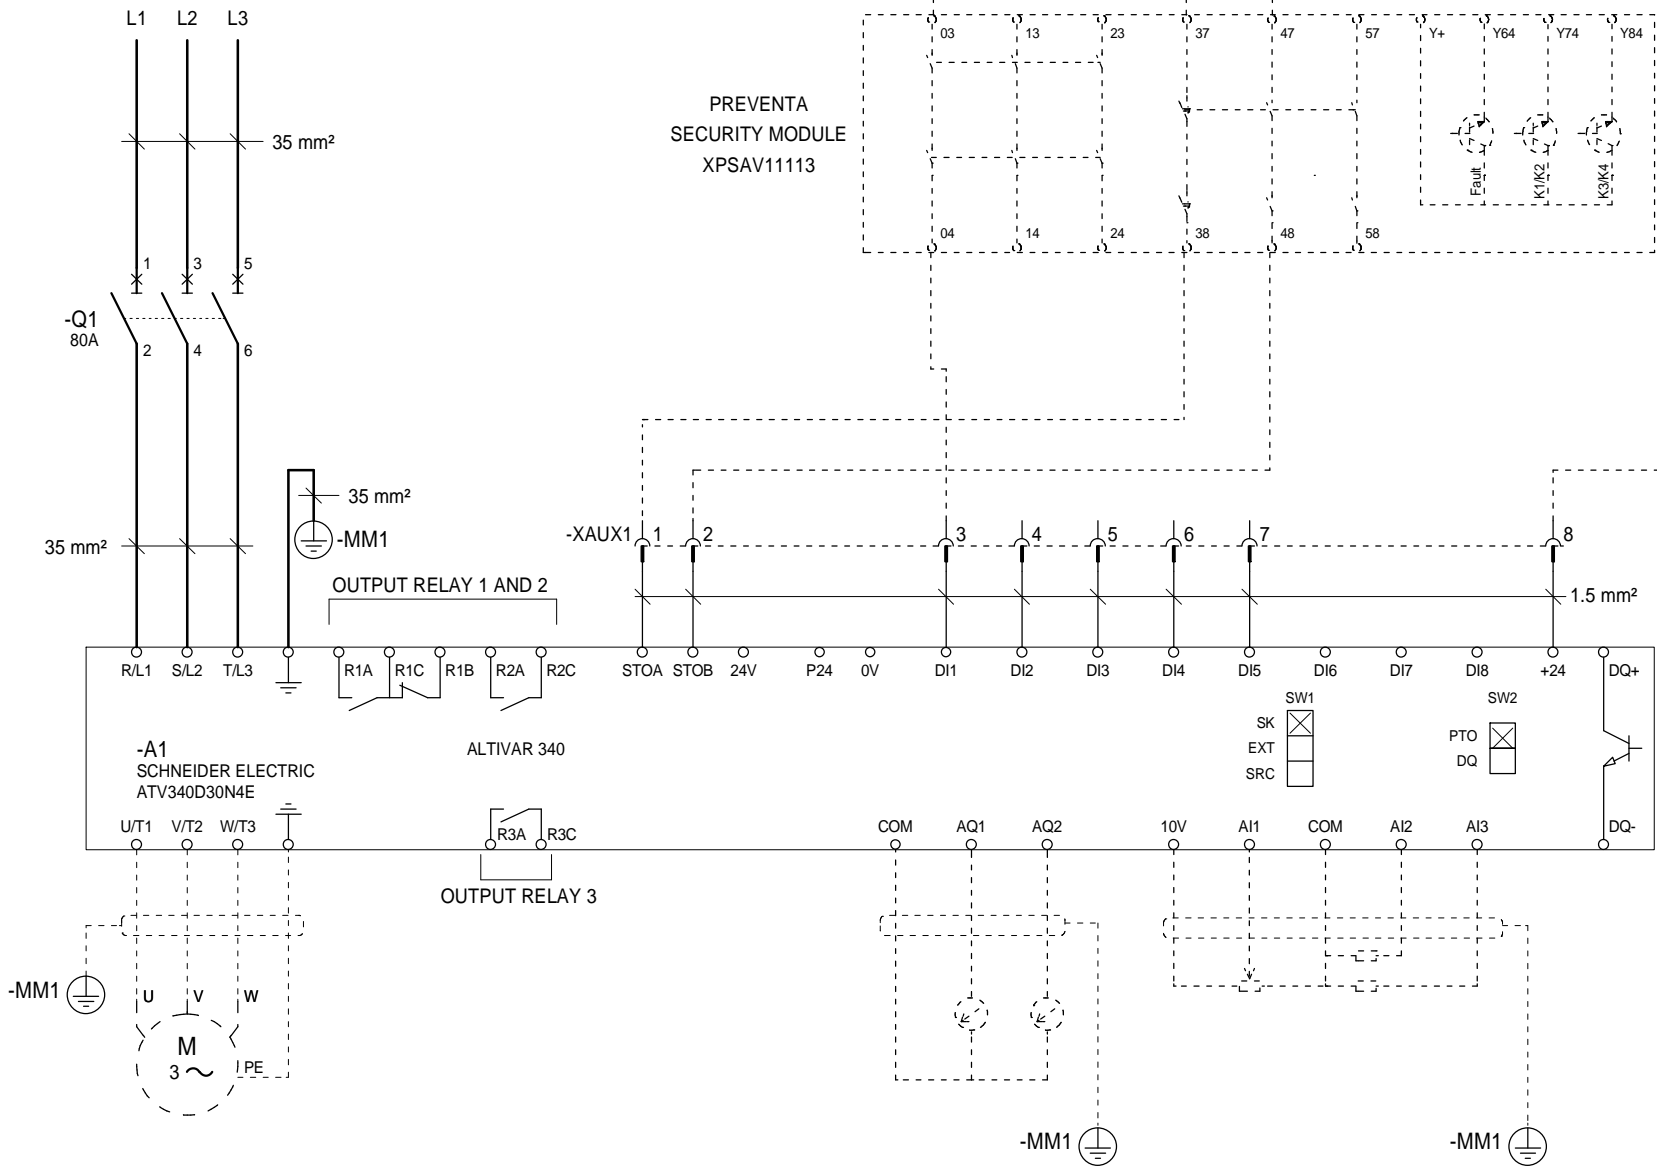 L1 L2 L3
03 13 23 37 47 57 Y+ Y64 Y74 Y84
PREVENTA
SECURITY MODULE
XPSAV11113
35 mm²
Fault K1/K2 K3/K4
04 14 24 38 48 58
1 3 5
-Q1
80A
2 4 6
35 mm²
-MM1
35 mm²
-XAUX1 1 2 3 4 5 6 7 8
OUTPUT RELAY 1 AND 2
1.5 mm²
R/L1 S/L2 T/L3 R1A R1C R1B R2A R2C STOA STOB 24V P24 0V DI1 DI2 DI3 DI4 DI5 DI6 DI7 DI8 +24 DQ+
SW1 SW2
SK
EXT
SRC
PTO
DQ
-A1
SCHNEIDER ELECTRIC
ATV340D30N4E
ALTIVAR 340
U/T1 V/T2 W/T3 R3A R3C COM AQ1 AQ2 10V AI1 COM AI2 AI3 DQ-
OUTPUT RELAY 3
-MM1
U V W
M
3
PE
-MM1
-MM1